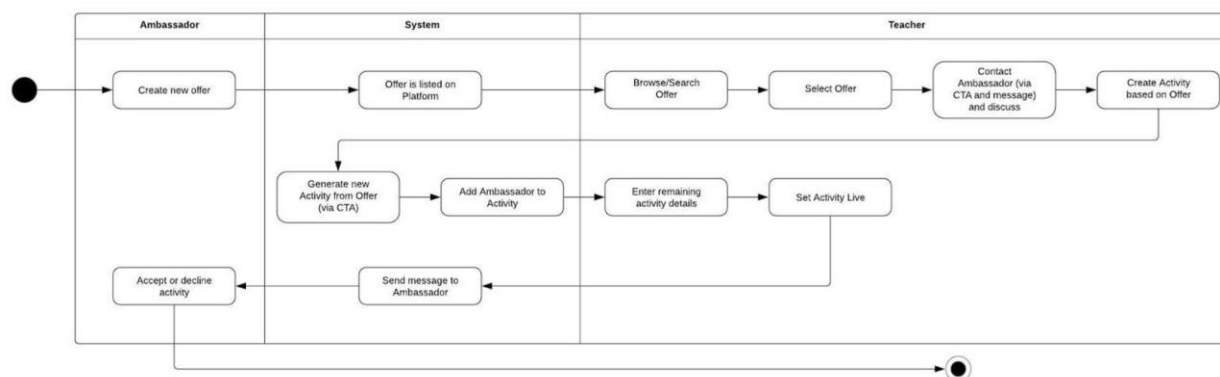 Ambassador
System
Teacher
Create new offer
Offer is listed on
Platform
Browse/Search
Offer
Select Offer
Contact
Ambassador (via
CTA and message)
and discuss
Create Activity
based on Offer
Generate new
Activity from Offer
(via CTA)
Add Ambassador to
Activity
Enter remaining
activity details
Set Activity Live
Accept or decline
activity
Send message to
Ambassador